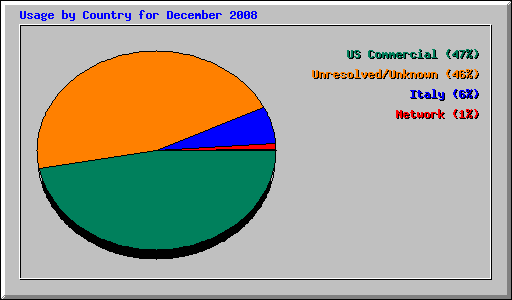 Usage by Country for December 2008
US Commercial (47%)
Unresolved/Unknown (46%)
Italy (6%)
Network (1%)